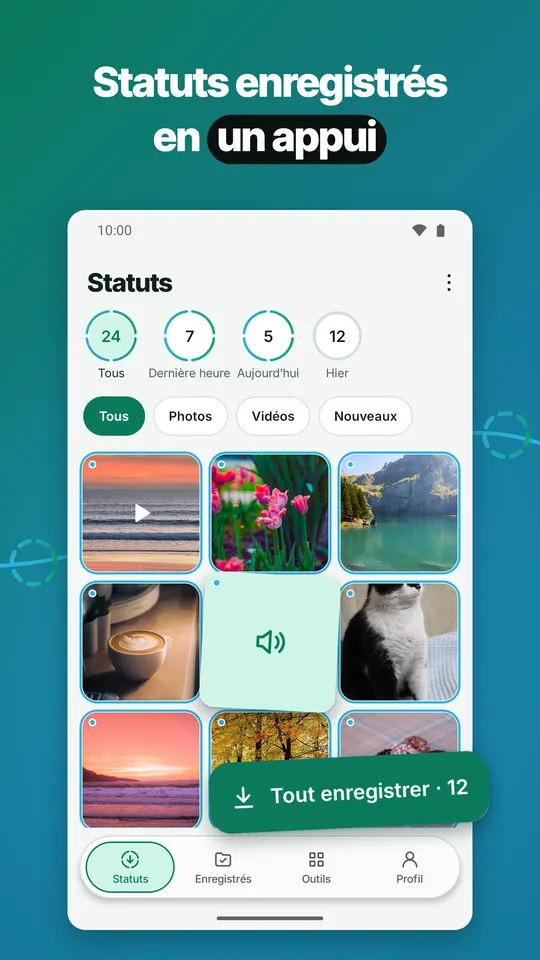 Statuts enregistrés
en un appui
10:00
Statuts
24
7
5
12
Tous
Dernière heure
Aujourd'hui
Hier
Tous
Photos
Vidéos
Nouveaux
Tout enregistrer · 12
Statuts
Enregistrés
Outils
Profil